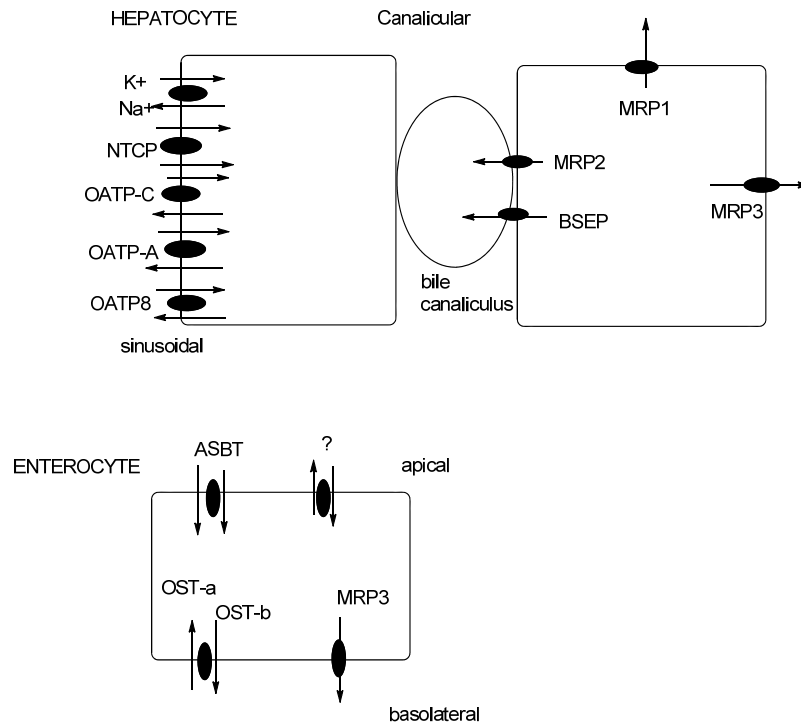 HEPATOCYTE
Canalicular
K+
Na+
NTCP
OATP-C
OATP-A
OATP8
sinusoidal
bile
canaliculus
MRP1
MRP2
BSEP
MRP3
ENTEROCYTE
ASBT
?
apical
OST-a
OST-b
MRP3
basolateral